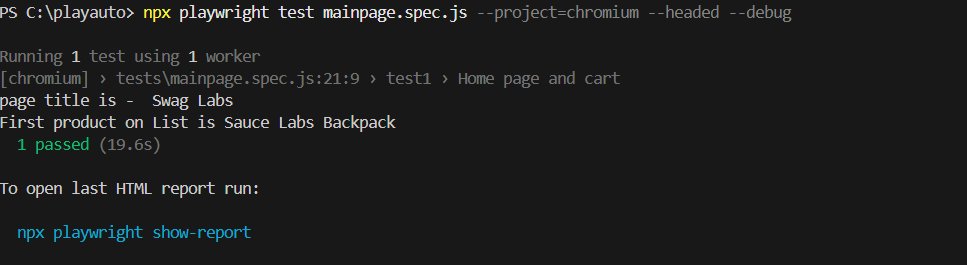 PS C:\playauto> npx playwright test mainpage.spec.js --project=chromium --headed --debug
Running 1 test using 1 worker
[chromium] › tests\mainpage.spec.js:21:9 › test1 › Home page and cart
page title is -  Swag Labs
First product on List is Sauce Labs Backpack
  1 passed (19.6s)
To open last HTML report run:
  npx playwright show-report